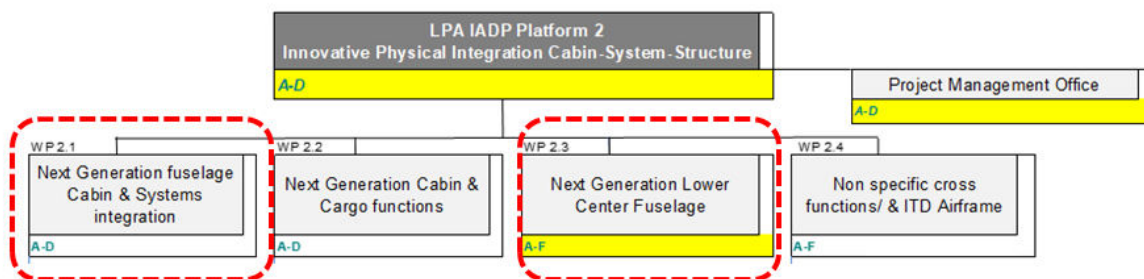 LPA IADP Platform 2
Innovative Physical Integration Cabin-System-Structure
A-D
Project Management Office
A-D
WP 2.1
Next Generation fuselage
Cabin & Systems
integration
A-D
WP 2.2
Next Generation Cabin &
Cargo functions
A-D
WP 2.3
Next Generation Lower
Center Fuselage
A-F
WP 2.4
Non specific cross
functions/ & ITD Airframe
A-F